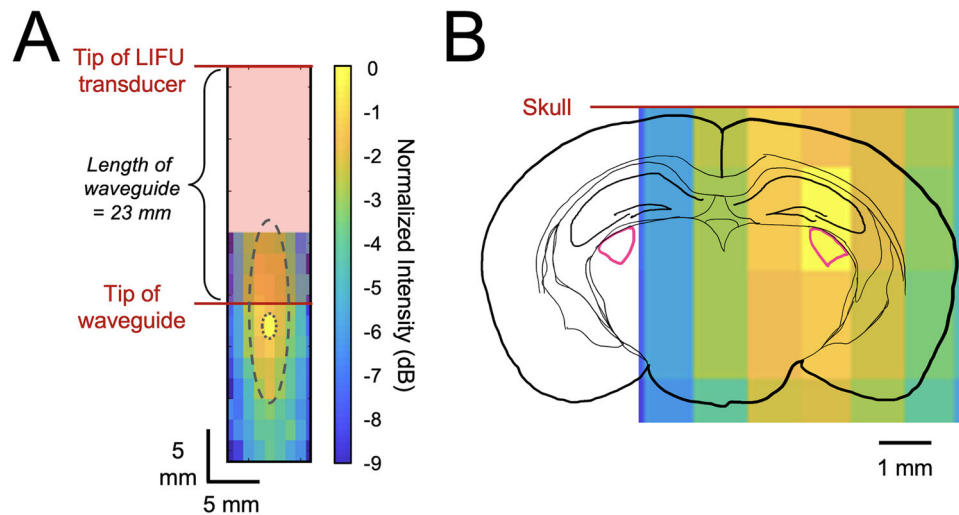 A
Tip of LIFU
transducer
Length of
waveguide
= 23 mm
Tip of
waveguide
5
mm
5 mm
0
-1
-2
-3
-4
-5
-6
-7
-8
-9
Normalized Intensity (dB)
B
Skull
1 mm